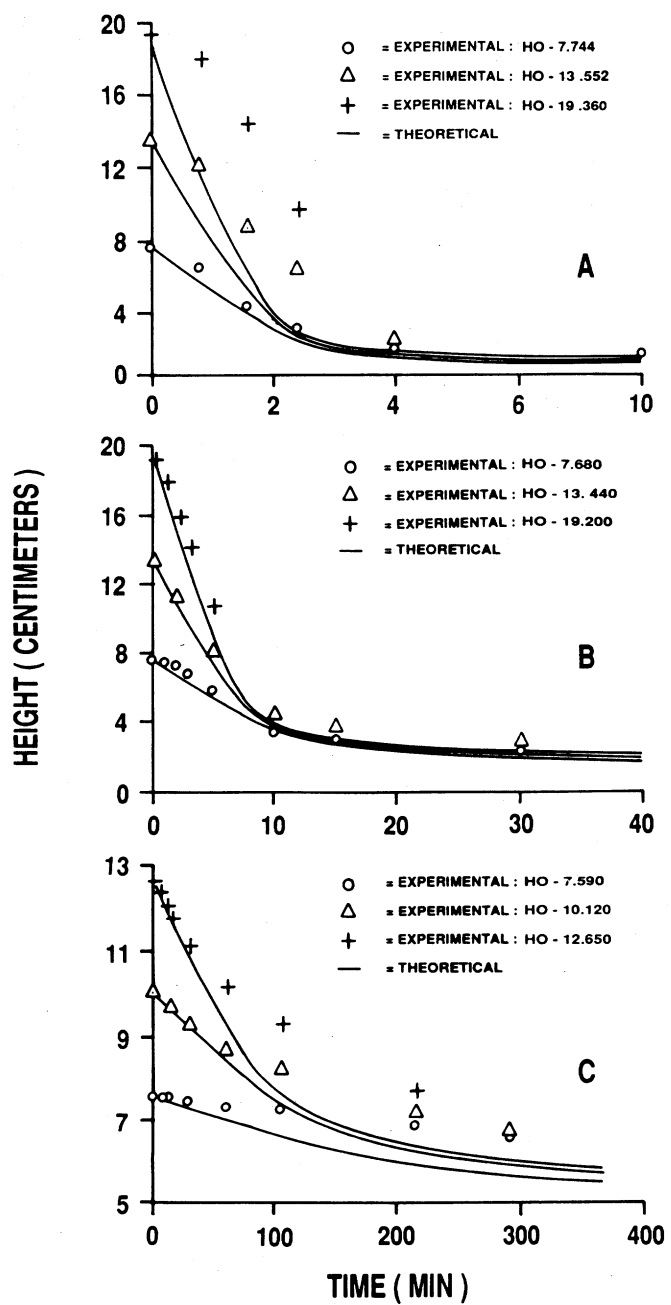 20
16
12
8
4
0
0 2 4 6 10
o = EXPERIMENTAL : HO - 7.744
△ = EXPERIMENTAL : HO - 13 .552
+ = EXPERIMENTAL : HO - 19 .360
— = THEORETICAL
A
20
16
12
8
4
0
0 10 20 30 40
o = EXPERIMENTAL : HO - 7.680
△ = EXPERIMENTAL : HO - 13. 440
+ = EXPERIMENTAL : HO - 19.200
— = THEORETICAL
B
HEIGHT ( CENTIMETERS )
13
11
9
7
5
0 100 200 300 400
o = EXPERIMENTAL : HO - 7.590
△ = EXPERIMENTAL : HO - 10.120
+ = EXPERIMENTAL : HO - 12.650
— = THEORETICAL
C
TIME ( MIN )